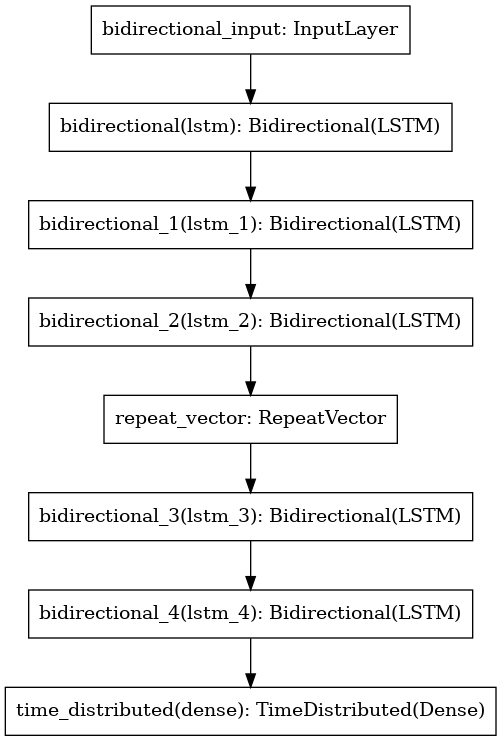 bidirectional_input: InputLayer
bidirectional(lstm): Bidirectional(LSTM)
bidirectional_1(lstm_1): Bidirectional(LSTM)
bidirectional_2(lstm_2): Bidirectional(LSTM)
repeat_vector: RepeatVector
bidirectional_3(lstm_3): Bidirectional(LSTM)
bidirectional_4(lstm_4): Bidirectional(LSTM)
time_distributed(dense): TimeDistributed(Dense)